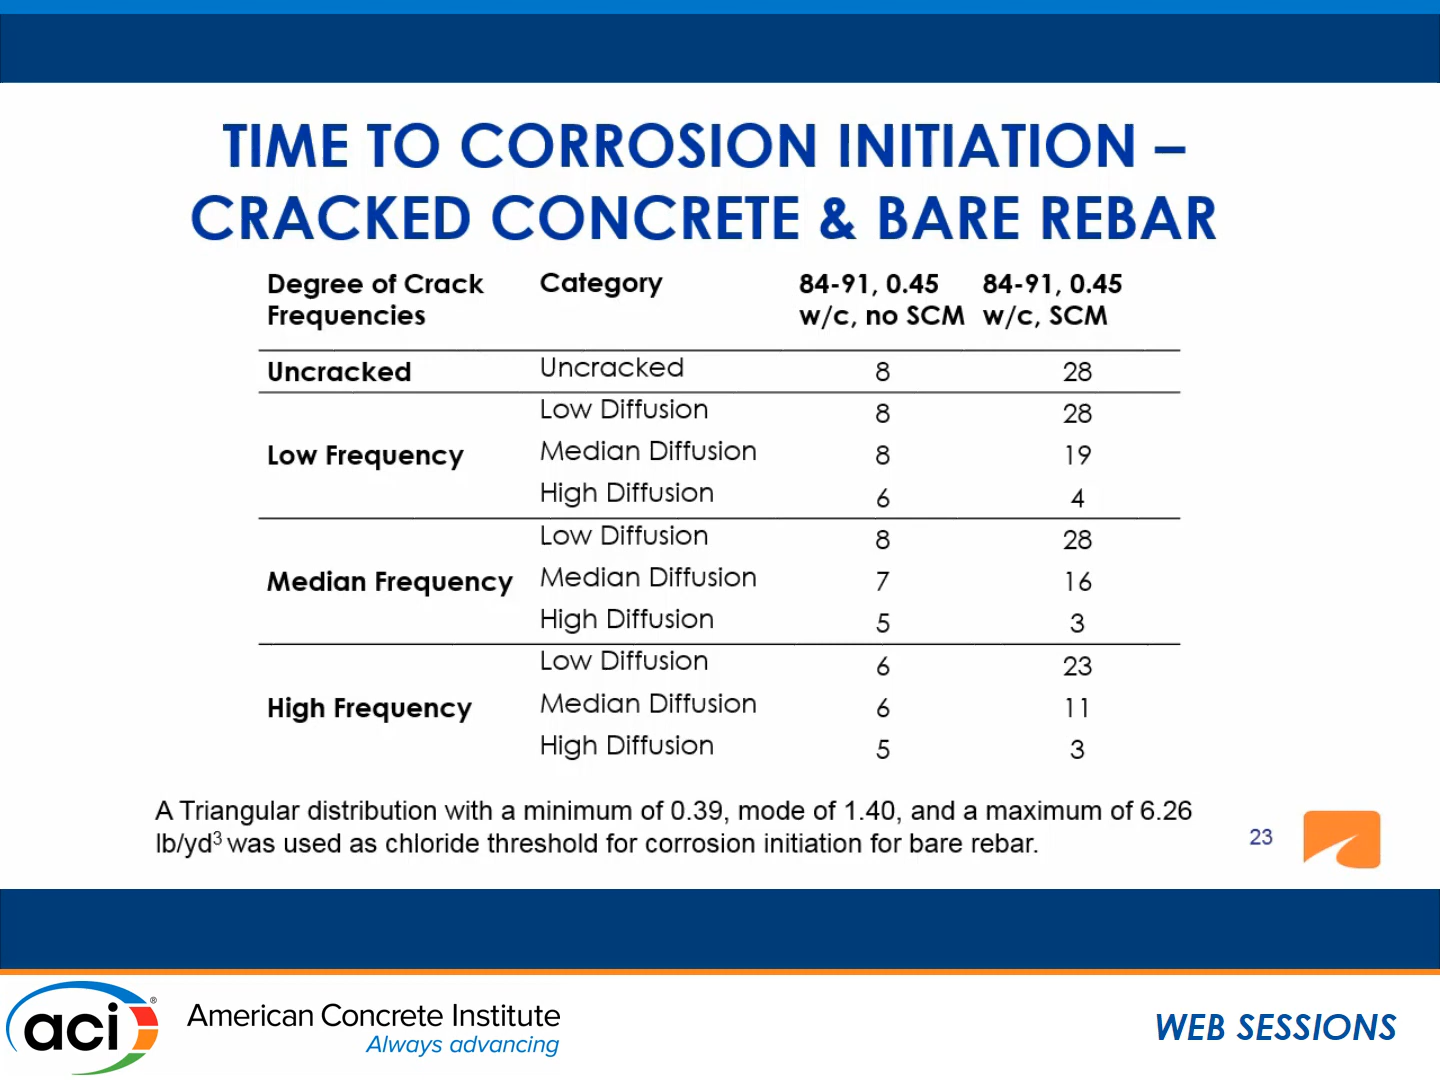 TIME TO CORROSION INITIATION –
CRACKED CONCRETE & BARE REBAR
Degree of Crack Frequencies Category 84-91, 0.45 w/c, no SCM 84-91, 0.45 w/c, SCM
Uncracked Uncracked 8 28
Low Diffusion 8 28
Low Frequency Median Diffusion 8 19
High Diffusion 6 4
Low Diffusion 8 28
Median Frequency Median Diffusion 7 16
High Diffusion 5 3
Low Diffusion 6 23
High Frequency Median Diffusion 6 11
High Diffusion 5 3
A Triangular distribution with a minimum of 0.39, mode of 1.40, and a maximum of 6.26
lb/yd³ was used as chloride threshold for corrosion initiation for bare rebar.
23
aci®
American Concrete Institute
Always advancing
WEB SESSIONS